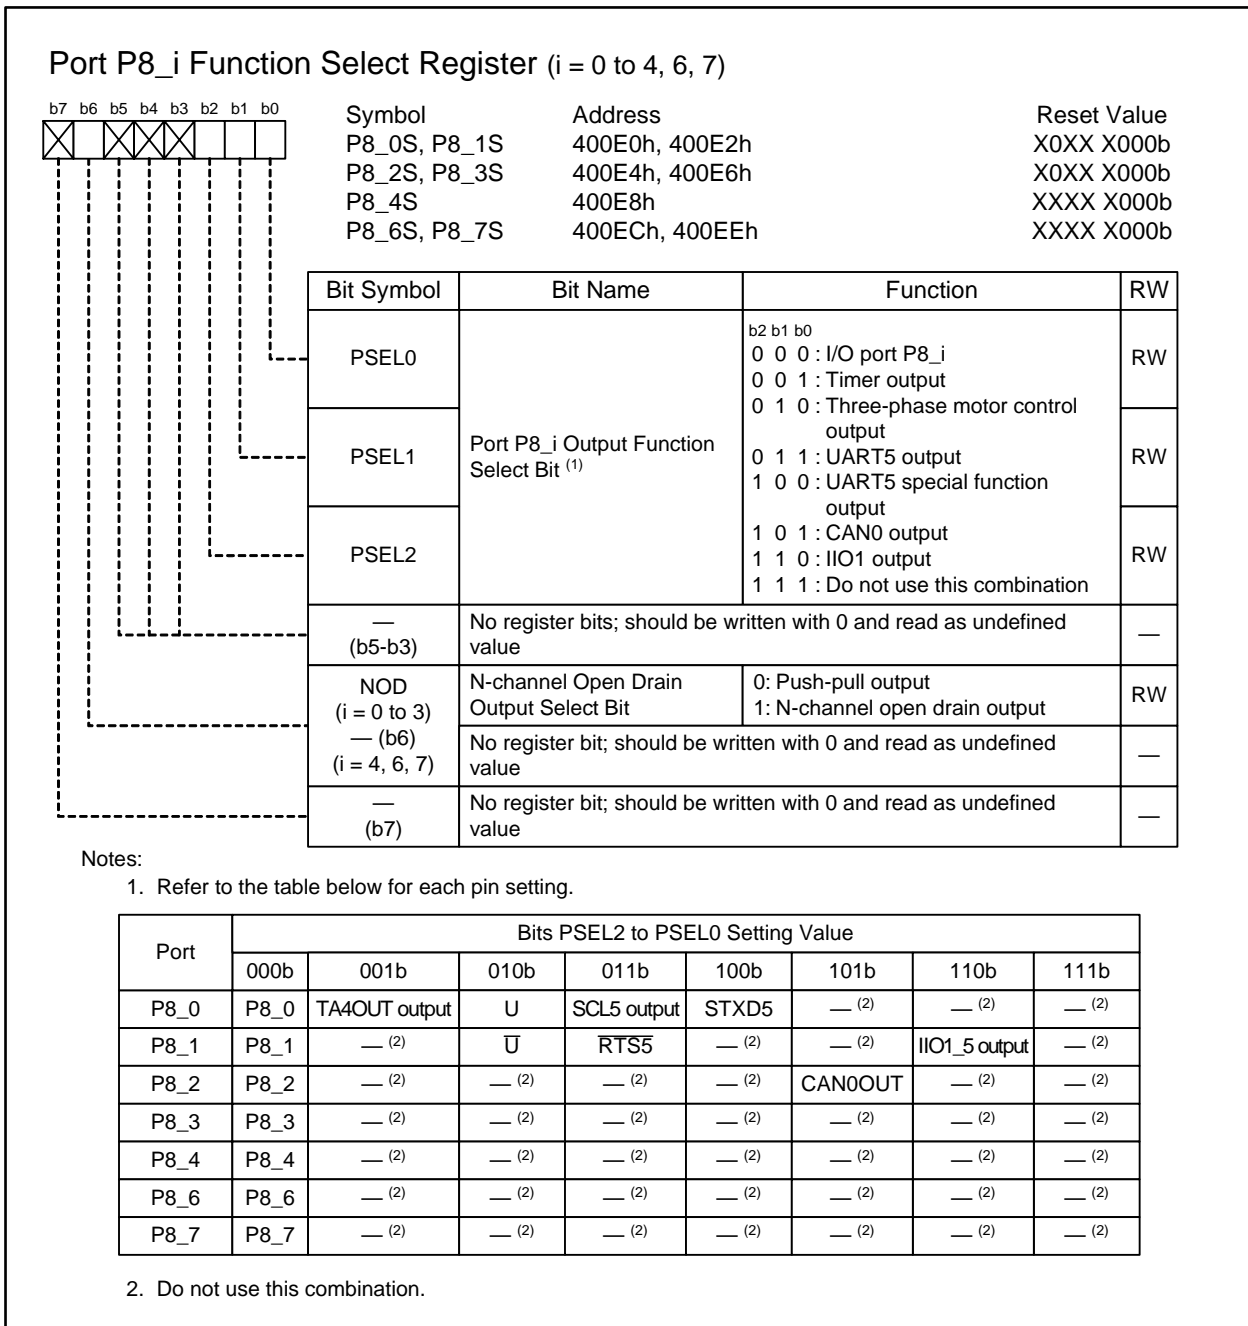 Port P8_i Function Select Register (i = 0 to 4, 6, 7)
b7 b6 b5 b4 b3 b2 b1 b0
Symbol Address Reset Value
P8_0S, P8_1S 400E0h, 400E2h X0XX X000b
P8_2S, P8_3S 400E4h, 400E6h X0XX X000b
P8_4S 400E8h XXXX X000b
P8_6S, P8_7S 400ECh, 400EEh XXXX X000b
Bit Symbol Bit Name Function RW
PSEL0
PSEL1
PSEL2
Port P8_i Output Function
Select Bit (1)
b2 b1 b0
0 0 0 : I/O port P8_i
0 0 1 : Timer output
0 1 0 : Three-phase motor control
output
0 1 1 : UART5 output
1 0 0 : UART5 special function
output
1 0 1 : CAN0 output
1 1 0 : IIO1 output
1 1 1 : Do not use this combination
RW
RW
RW
—
(b5-b3)
No register bits; should be written with 0 and read as undefined
value
—
NOD
(i = 0 to 3)
— (b6)
(i = 4, 6, 7)
N-channel Open Drain
Output Select Bit
0: Push-pull output
1: N-channel open drain output
RW
No register bit; should be written with 0 and read as undefined
value
—
—
(b7)
No register bit; should be written with 0 and read as undefined
value
—
Notes:
1. Refer to the table below for each pin setting.
Port Bits PSEL2 to PSEL0 Setting Value
000b 001b 010b 011b 100b 101b 110b 111b
P8_0 P8_0 TA4OUT output U SCL5 output STXD5 — (2) — (2) — (2)
P8_1 P8_1 — (2) U̅ R̅T̅S̅5̅ — (2) — (2) IIO1_5 output — (2)
P8_2 P8_2 — (2) — (2) — (2) — (2) CAN0OUT — (2) — (2)
P8_3 P8_3 — (2) — (2) — (2) — (2) — (2) — (2) — (2)
P8_4 P8_4 — (2) — (2) — (2) — (2) — (2) — (2) — (2)
P8_6 P8_6 — (2) — (2) — (2) — (2) — (2) — (2) — (2)
P8_7 P8_7 — (2) — (2) — (2) — (2) — (2) — (2) — (2)
2. Do not use this combination.